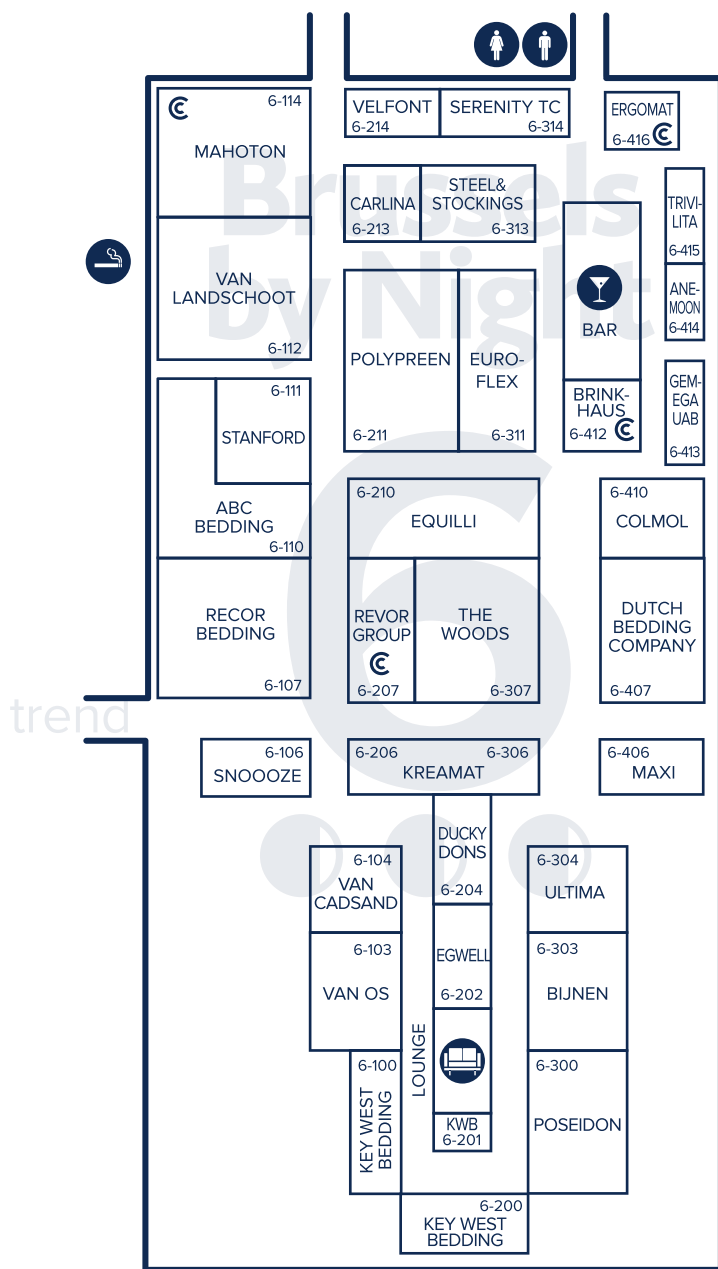 6-114
MAHOTON
VELFONT
6-214
SERENITY TC
6-314
ERGOMAT
6-416
Brussels
by Night
CARLINA
6-213
STEEL&
STOCKINGS
6-313
TRIVI-
LITA
6-415
VAN
LANDSCHOOT
6-112
BAR
ANE-
MOON
6-414
POLYPREEN
6-211
EURO-
FLEX
6-311
BRINK-
HAUS
6-412
GEM-
EGA
UAB
6-413
6-111
STANFORD
ABC
BEDDING
6-110
6-210
EQUILLI
6-410
COLMOL
6
RECOR
BEDDING
6-107
REVOR
GROUP
6-207
THE
WOODS
6-307
DUTCH
BEDDING
COMPANY
6-407
trend
6-106
SNOOOZE
6-206
6-306
KREAMAT
6-406
MAXI
DUCKY
DONS
6-204
6-104
VAN
CADSAND
6-304
ULTIMA
6-103
VAN OS
EGWELL
6-202
6-303
BIJNEN
LOUNGE
6-100
KEY WEST
BEDDING
KWB
6-201
6-300
POSEIDON
6-200
KEY WEST
BEDDING